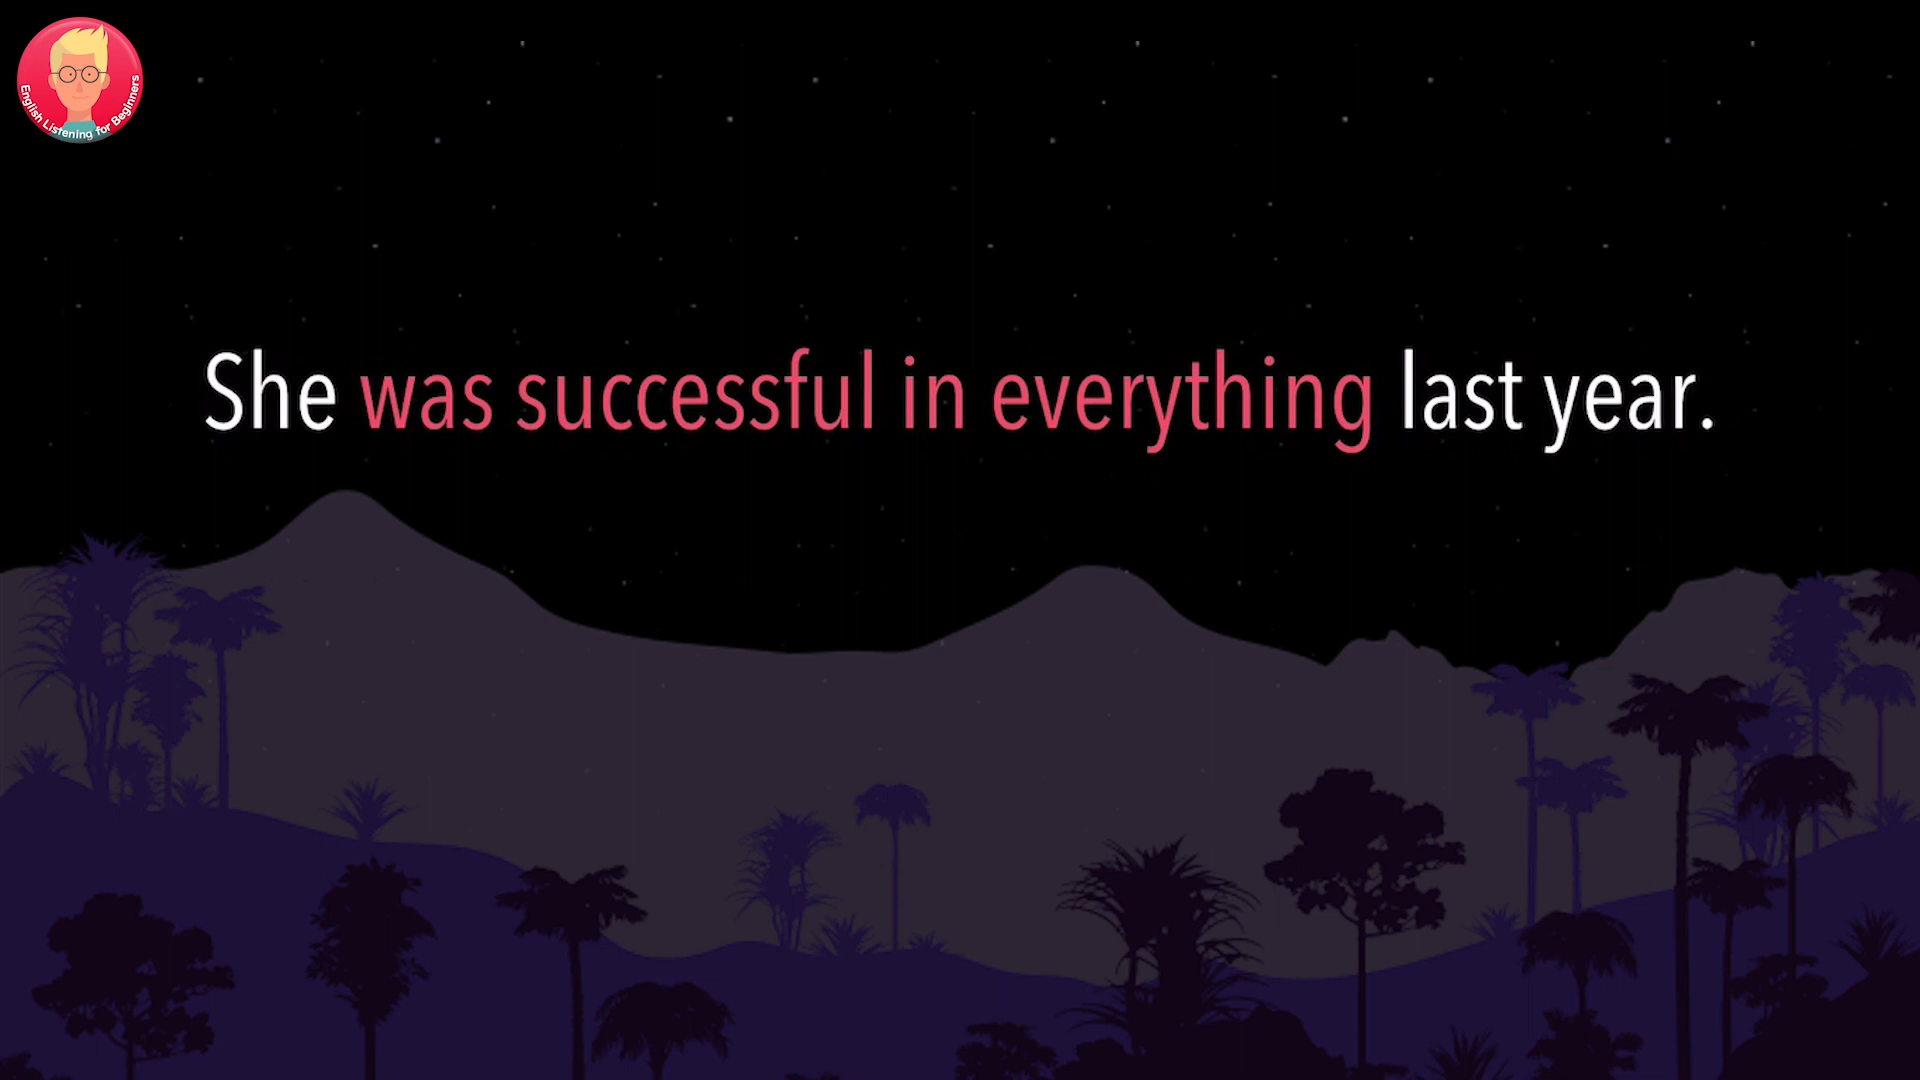 English Listening for Beginners
She was successful in everything last year.